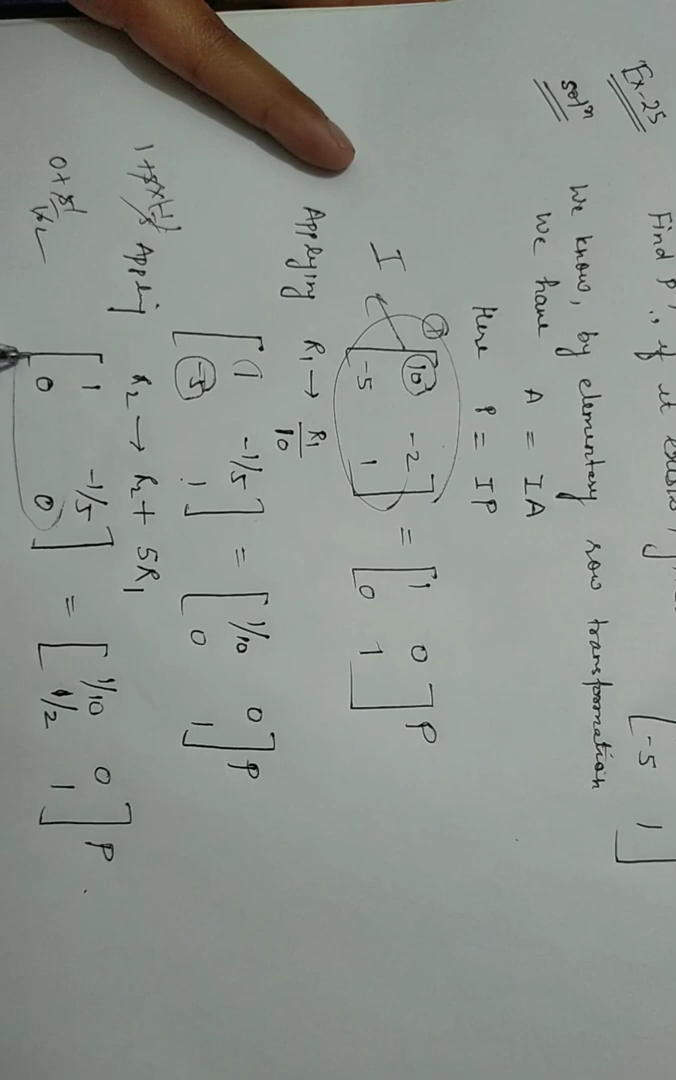 Ex-25
Find P
, if it
[-5 1]
Solⁿ
We know, by elementary row transformation
We have A = IA
Here P = IP
I
①
[10 -2
-5 1] = [1 0
0 1] P
Applying R₁ → R₁/10
[1 -1/5
-5 1] = [1/10 0
0 1] P
R₂ → R₂ + 5R₁
[1 -1/5
0 0] = [1/10 0
1/2 1] P